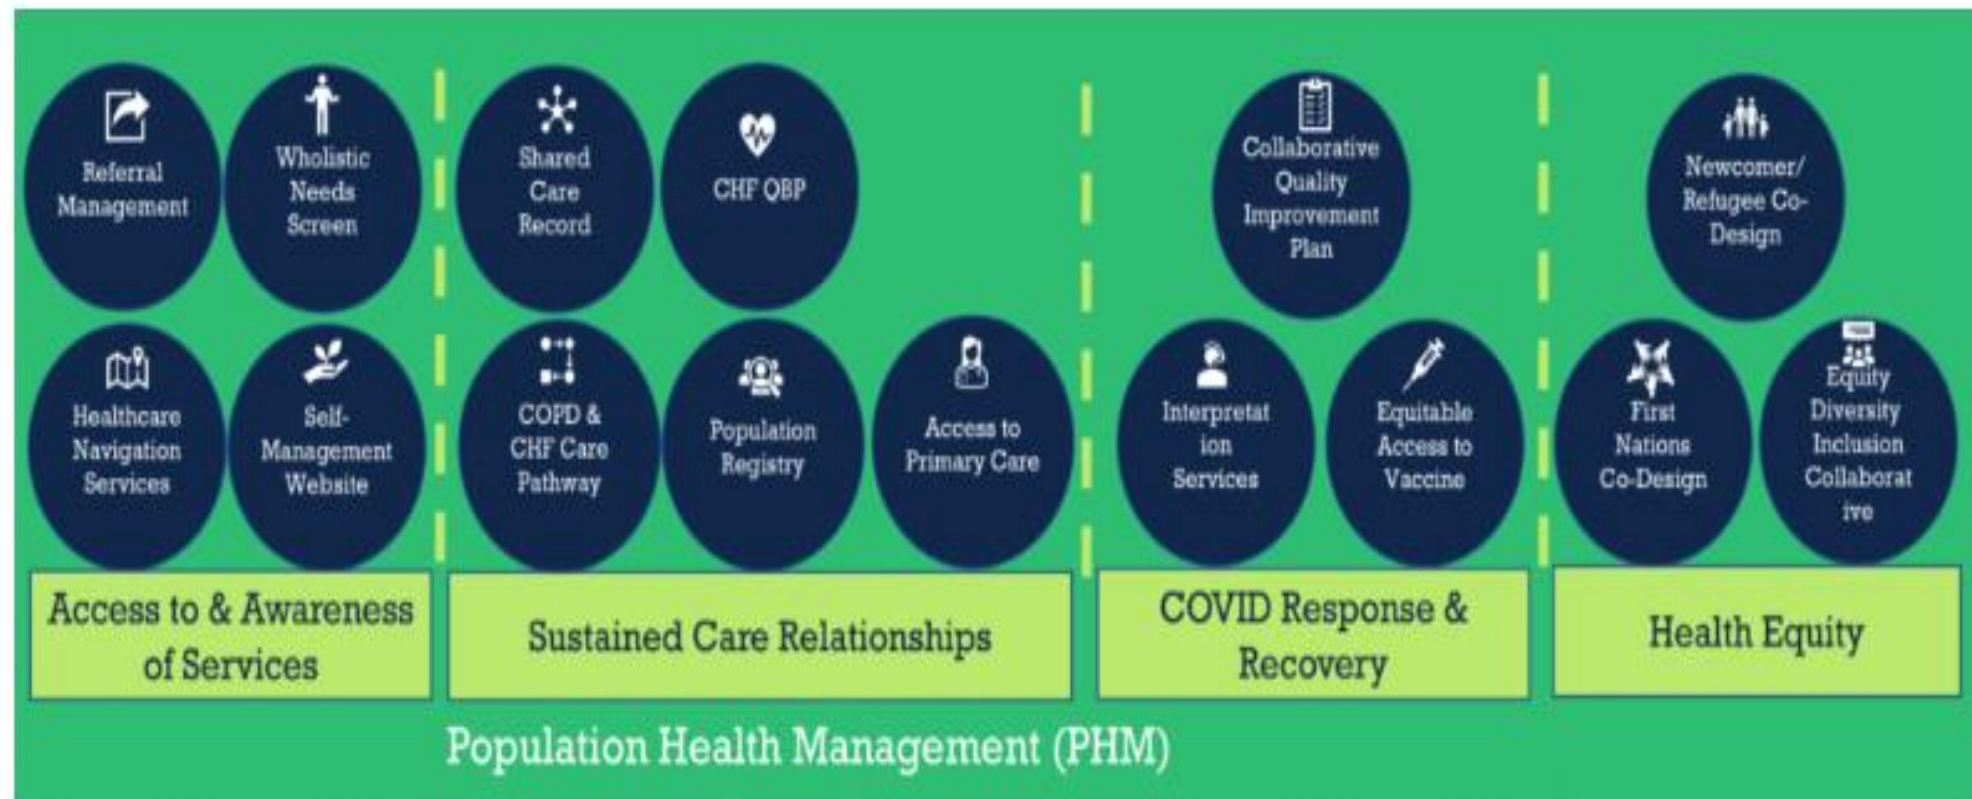 Referral
Management
Wholistic
Needs
Screen
Healthcare
Navigation
Services
Self-
Management
Website
Access to & Awareness
of Services
Shared
Care
Record
CHF QBP
COPD &
CHF Care
Pathway
Population
Registry
Access to
Primary Care
Sustained Care Relationships
Collaborative
Quality
Improvement
Plan
Interpretat
ion
Services
Equitable
Access to
Vaccine
COVID Response &
Recovery
Newcomer/
Refugee Co-
Design
First
Nations
Co-Design
Equity
Diversity
Inclusion
Collaborat
ive
Health Equity
Population Health Management (PHM)